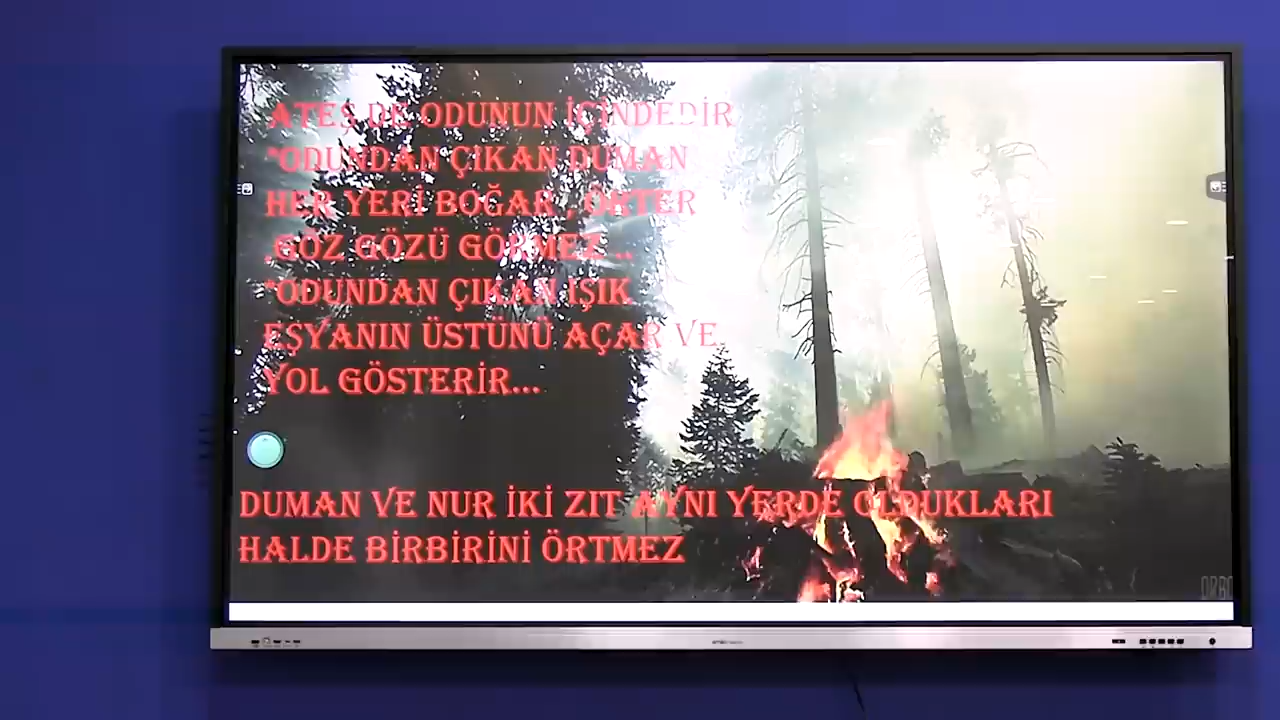 ATEŞ DE ODUNUN İÇİNDEDİR
"ODUNDAN ÇIKAN DUMAN
HER YERİ BOĞAR , ÖRTER
,GÖZ GÖZÜ GÖRMEZ ..
"ODUNDAN ÇIKAN IŞIK
EŞYANIN ÜSTÜNÜ AÇAR VE
YOL GÖSTERİR...
DUMAN VE NUR İKİ ZIT AYNI YERDE OLDUKLARI
HALDE BİRBİRİNİ ÖRTMEZ